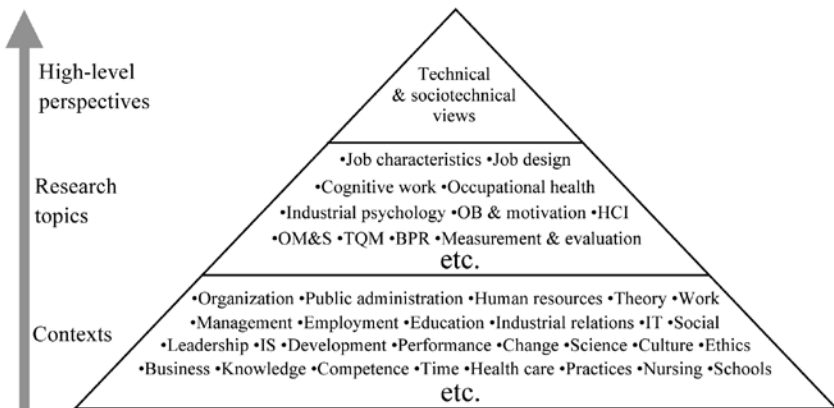 High-level
perspectives
Technical
& sociotechnical
views
Research
topics
•Job characteristics •Job design
•Cognitive work •Occupational health
•Industrial psychology •OB & motivation •HCI
•OM&S •TQM •BPR •Measurement & evaluation
etc.
Contexts
•Organization •Public administration •Human resources •Theory •Work
•Management •Employment •Education •Industrial relations •IT •Social
•Leadership •IS •Development •Performance •Change •Science •Culture •Ethics
•Business •Knowledge •Competence •Time •Health care •Practices •Nursing •Schools
etc.